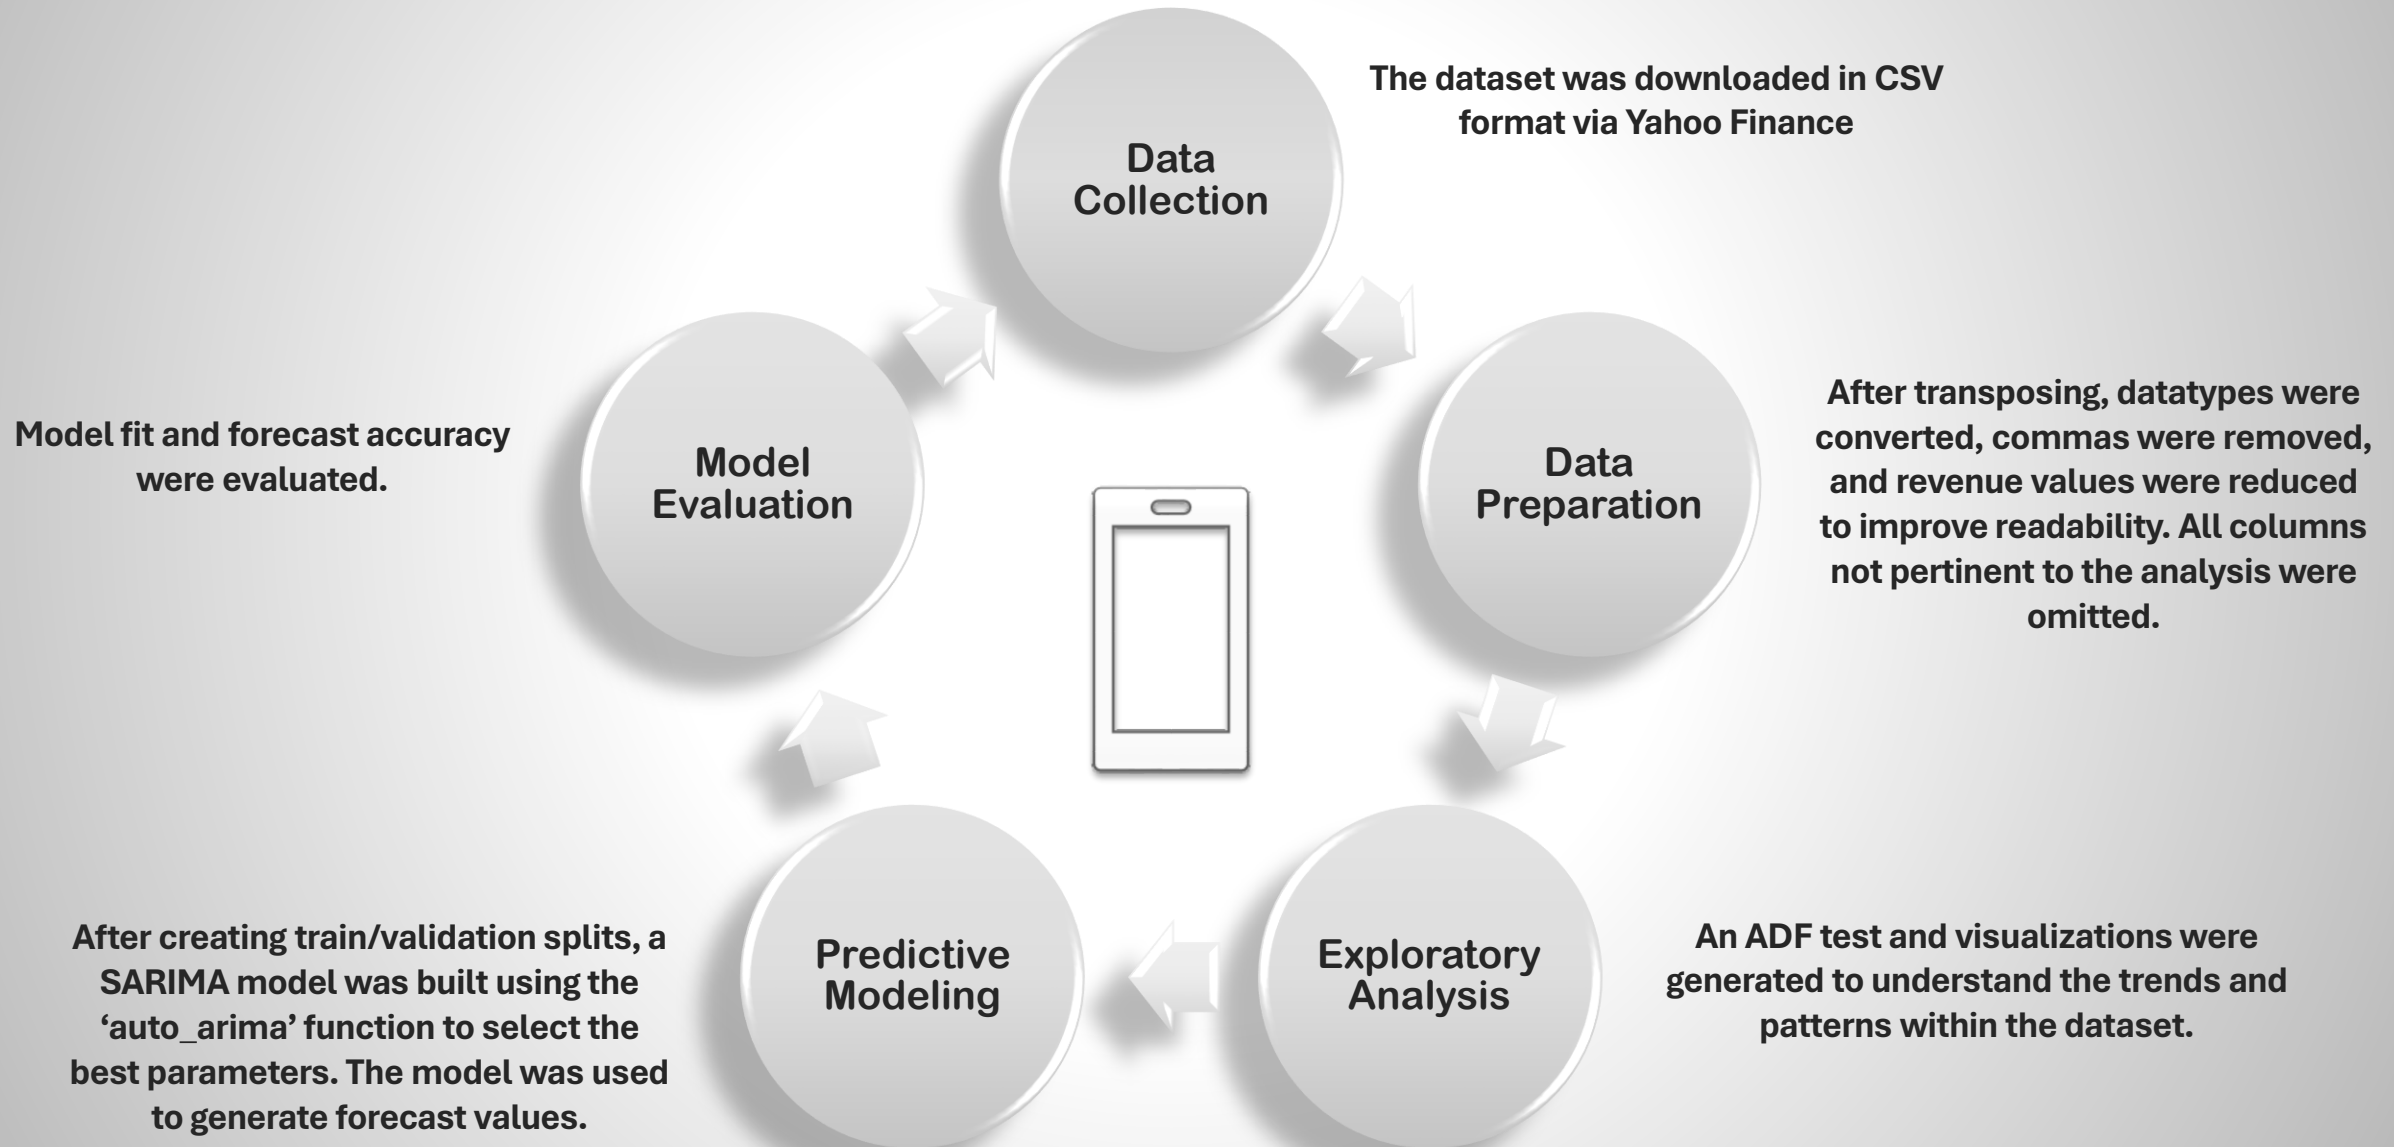 Data
Collection
The dataset was downloaded in CSV
format via Yahoo Finance
Data
Preparation
After transposing, datatypes were
converted, commas were removed,
and revenue values were reduced
to improve readability. All columns
not pertinent to the analysis were
omitted.
Exploratory
Analysis
An ADF test and visualizations were
generated to understand the trends and
patterns within the dataset.
Predictive
Modeling
After creating train/validation splits, a
SARIMA model was built using the
‘auto_arima’ function to select the
best parameters. The model was used
to generate forecast values.
Model
Evaluation
Model fit and forecast accuracy
were evaluated.